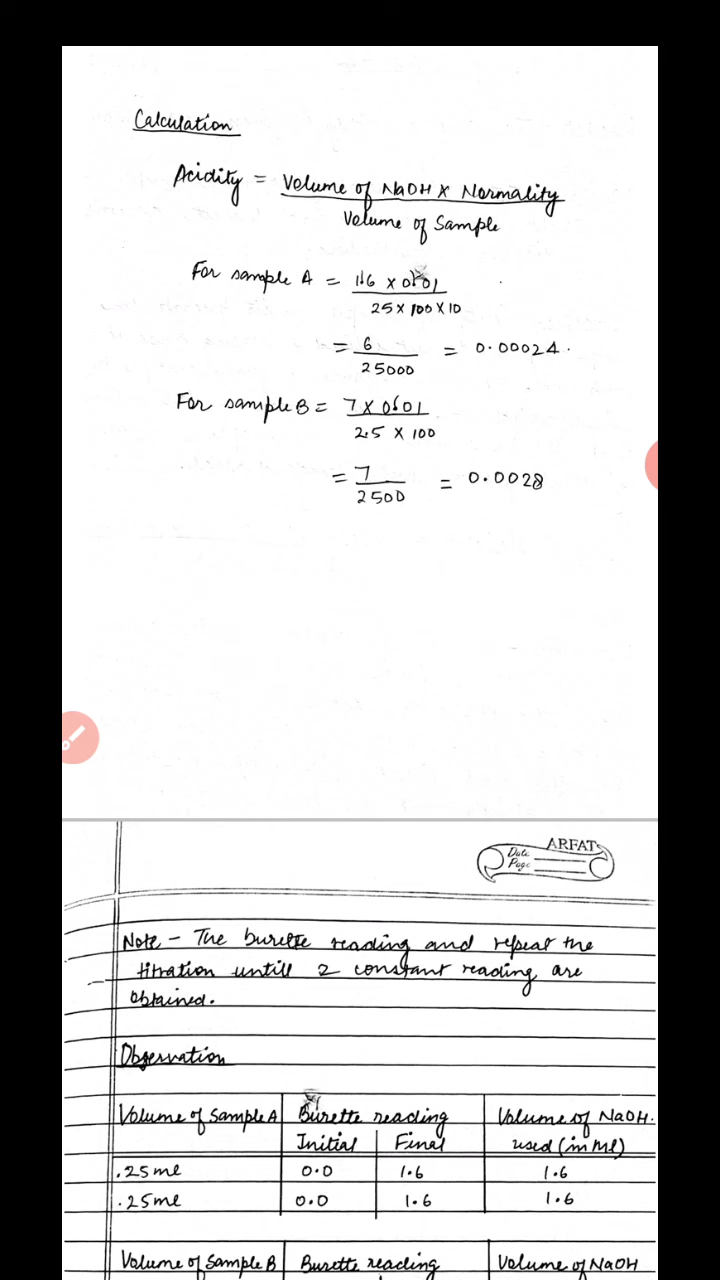 Calculation
Acidity = Volume of NaOH X Normality
Volume of Sample
For sample A = 1.6 x 0.01
25 x 100 x 10
= 6
25000
= 0.00024.
For sample B = 7 x 0.01
2.5 x 100
= 7
2500
= 0.0028
ARFAT
Date
Page
Note - The burette reading and repeat the
titration untill 2 constant reading are
obtained.
Observation
Volume of Sample A Burette reading Volume of NaOH.
Initial Final used (in ml)
.25ml 0.0 1.6 1.6
.25ml 0.0 1.6 1.6
Volume of Sample B Burette reading Volume of NaOH